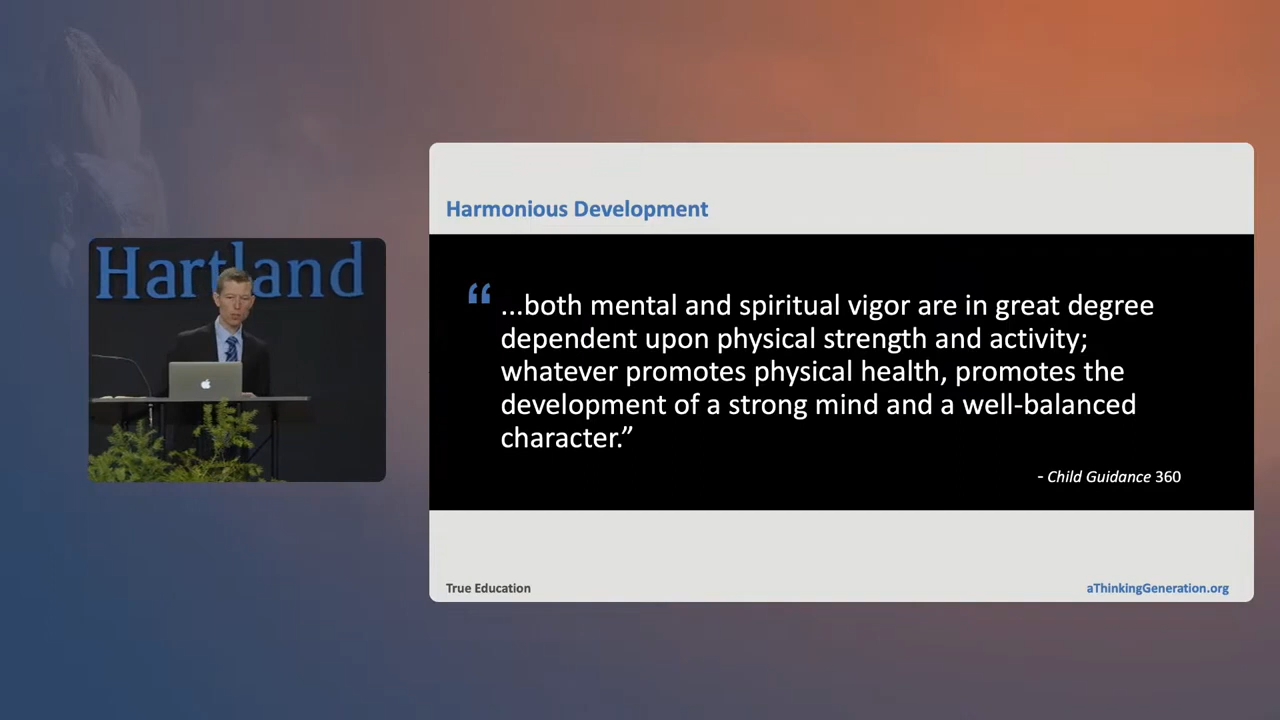 Hartland
Harmonious Development
“ ...both mental and spiritual vigor are in great degree
dependent upon physical strength and activity;
whatever promotes physical health, promotes the
development of a strong mind and a well-balanced
character.”
- Child Guidance 360
True Education
aThinkingGeneration.org